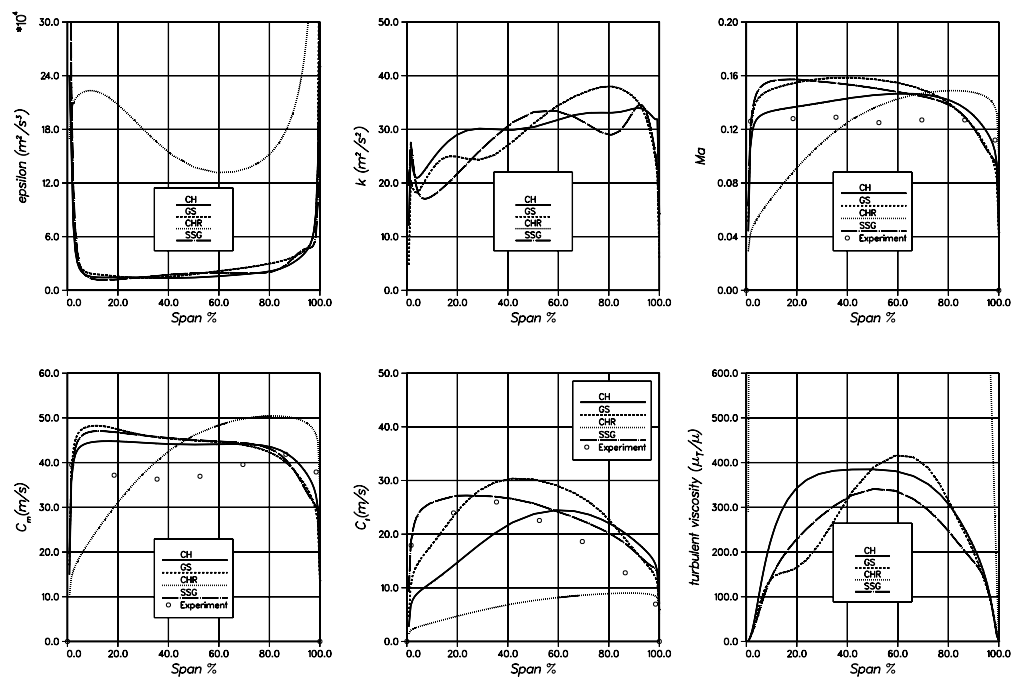 *10⁴
30.0
24.0
18.0
12.0
6.0
0.0
epsilon (m²/s³)
0.0 20.0 40.0 60.0 80.0 100.0
Span %
CH
GS
CHR
SSG
50.0
40.0
30.0
20.0
10.0
0.0
k (m²/s²)
0.0 20.0 40.0 60.0 80.0 100.0
Span %
CH
GS
CHR
SSG
0.20
0.16
0.12
0.08
0.04
0.00
Ma
0.0 20.0 40.0 60.0 80.0 100.0
Span %
CH
GS
CHR
SSG
Experiment
60.0
50.0
40.0
30.0
20.0
10.0
0.0
Cm(m/s)
0.0 20.0 40.0 60.0 80.0 100.0
Span %
CH
GS
CHR
SSG
Experiment
50.0
40.0
30.0
20.0
10.0
0.0
(m/s)
0.0 20.0 40.0 60.0 80.0 100.0
Span %
CH
GS
CHR
SSG
Experiment
600.0
500.0
400.0
300.0
200.0
100.0
0.0
turbulent viscosity (μT/μ)
0.0 20.0 40.0 60.0 80.0 100.0
Span %
CH
GS
CHR
SSG